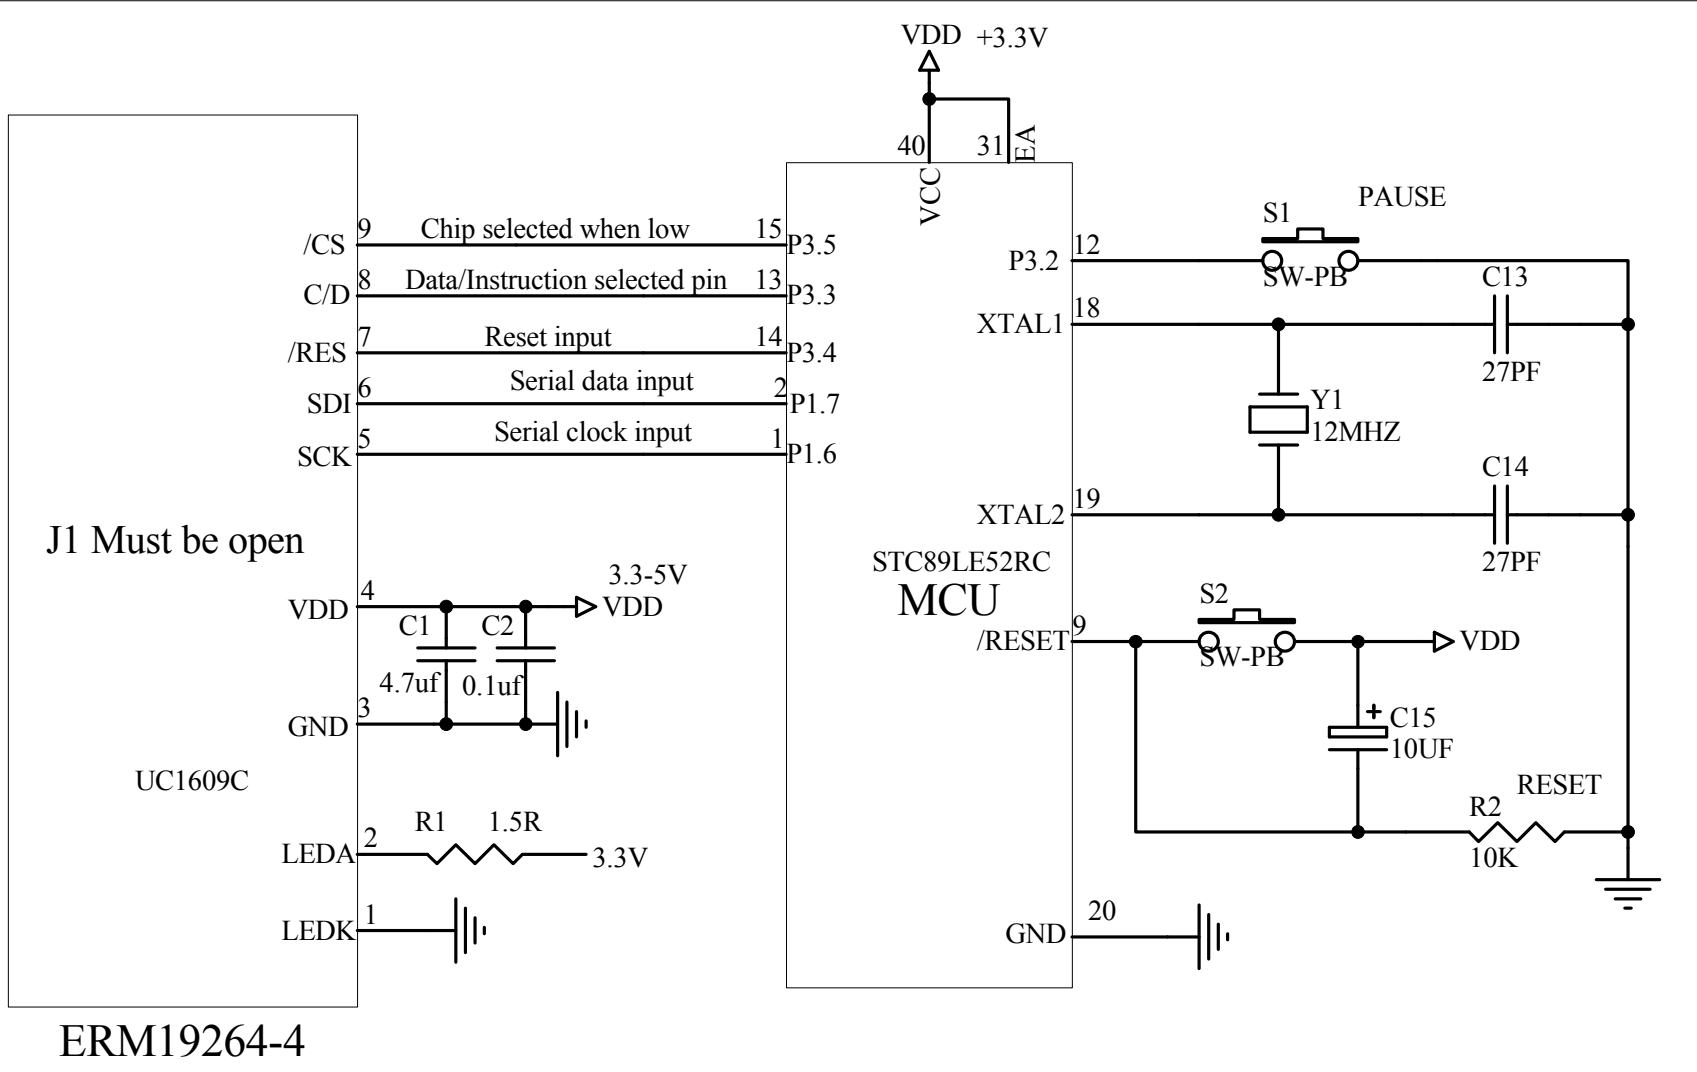 VDD +3.3V
40
31
EA
VCC
/CS
9
Chip selected when low
15
P3.5
C/D
8
Data/Instruction selected pin
13
P3.3
/RES
7
Reset input
14
P3.4
SDI
6
Serial data input
2
P1.7
SCK
5
Serial clock input
1
P1.6
J1 Must be open
VDD
4
3.3-5V
VDD
C1
C2
4.7uf
0.1uf
GND
3
UC1609C
LEDA
2
R1
1.5R
3.3V
LEDK
1
ERM19264-4
P3.2
12
S1
PAUSE
SW-PB
XTAL1
18
C13
27PF
Y1
12MHZ
XTAL2
19
C14
27PF
STC89LE52RC
MCU
/RESET
9
S2
SW-PB
VDD
+
C15
10UF
RESET
R2
10K
GND
20